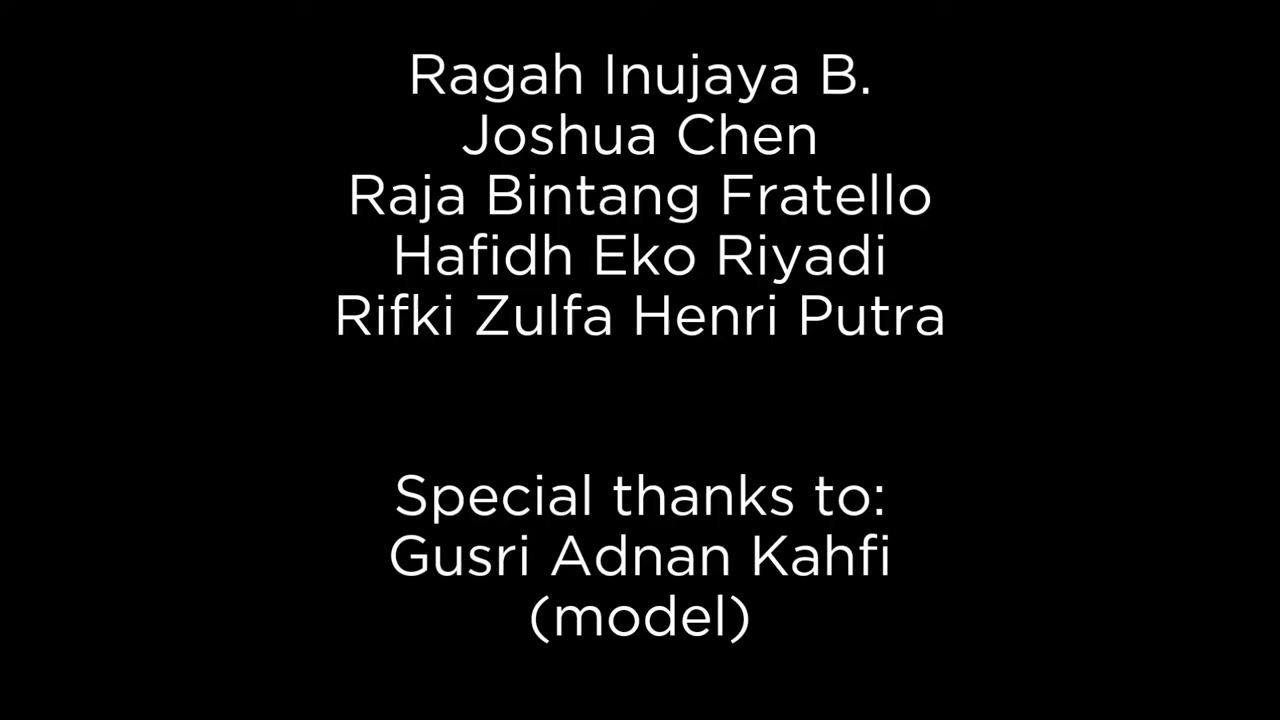 Ragah Inujaya B.
Joshua Chen
Raja Bintang Fratello
Hafidh Eko Riyadi
Rifki Zulfa Henri Putra
Special thanks to:
Gusri Adnan Kahfi
(model)